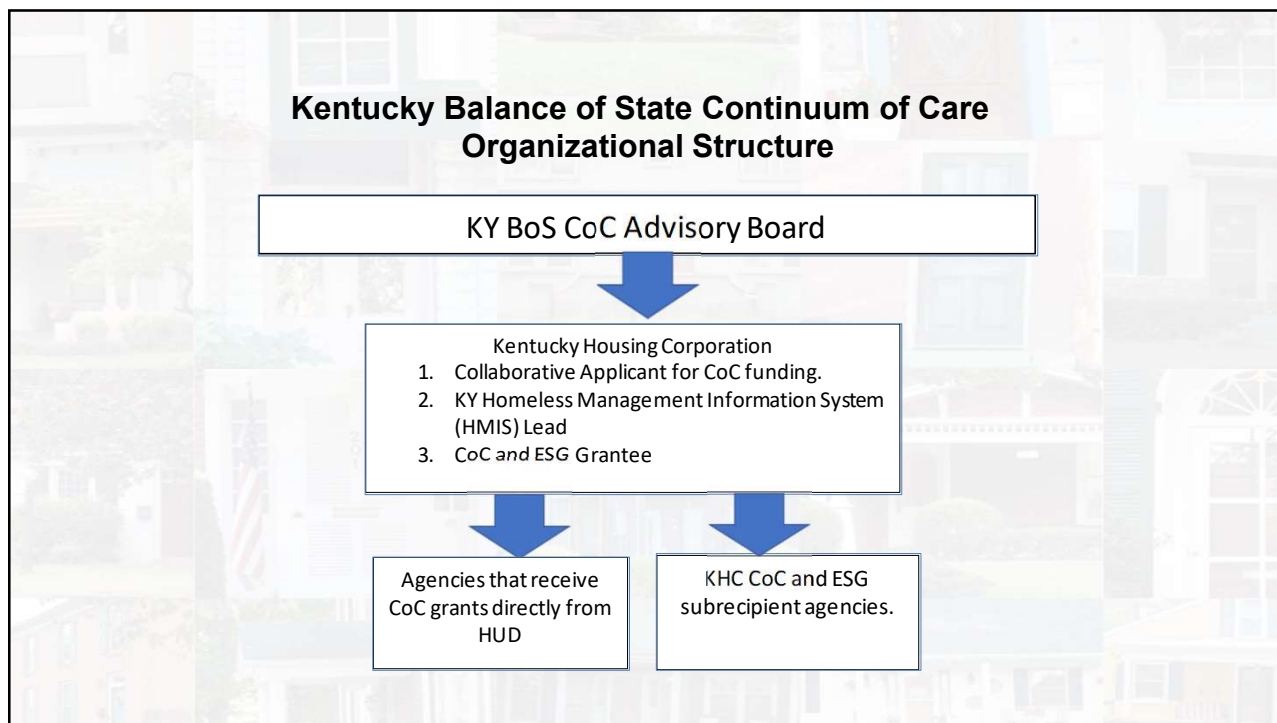 Kentucky Balance of State Continuum of Care
Organizational Structure
KY BoS CoC Advisory Board
Kentucky Housing Corporation
1. Collaborative Applicant for CoC funding.
2. KY Homeless Management Information System
(HMIS) Lead
3. CoC and ESG Grantee
Agencies that receive
CoC grants directly from
HUD
KHC CoC and ESG
subrecipient agencies.